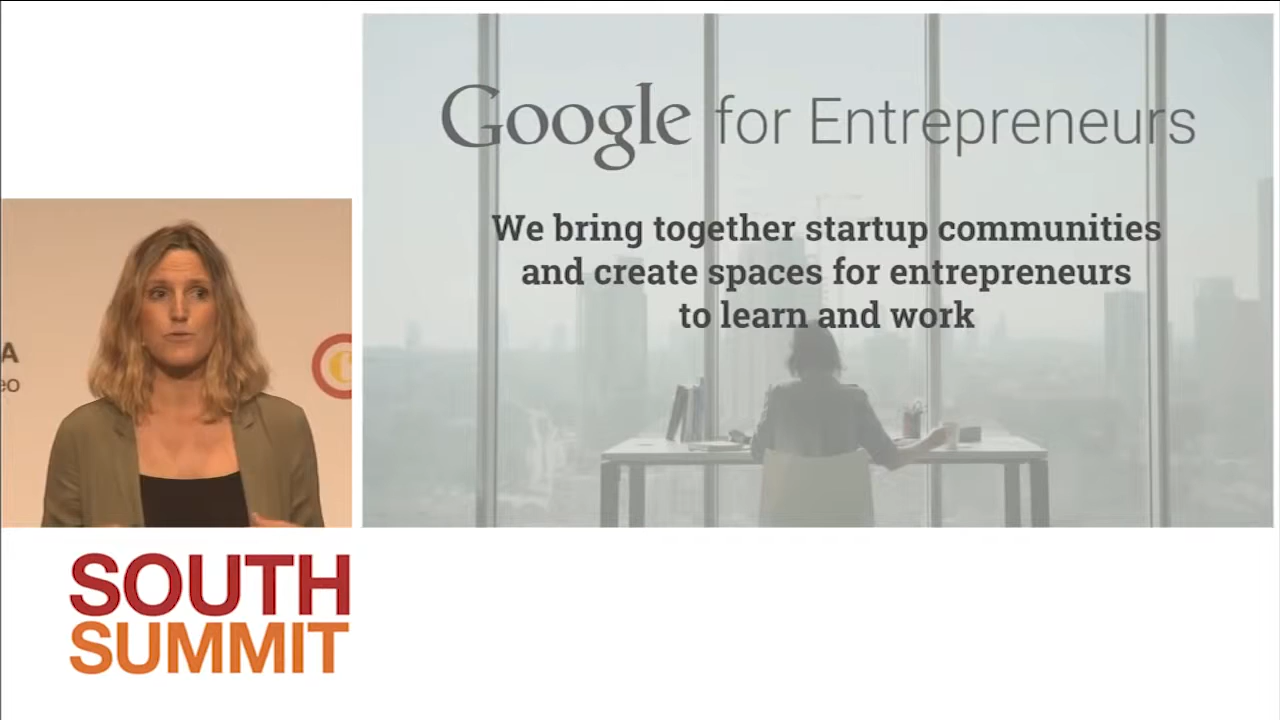 Google for Entrepreneurs
We bring together startup communities
and create spaces for entrepreneurs
to learn and work
A
eo
SOUTH
SUMMIT